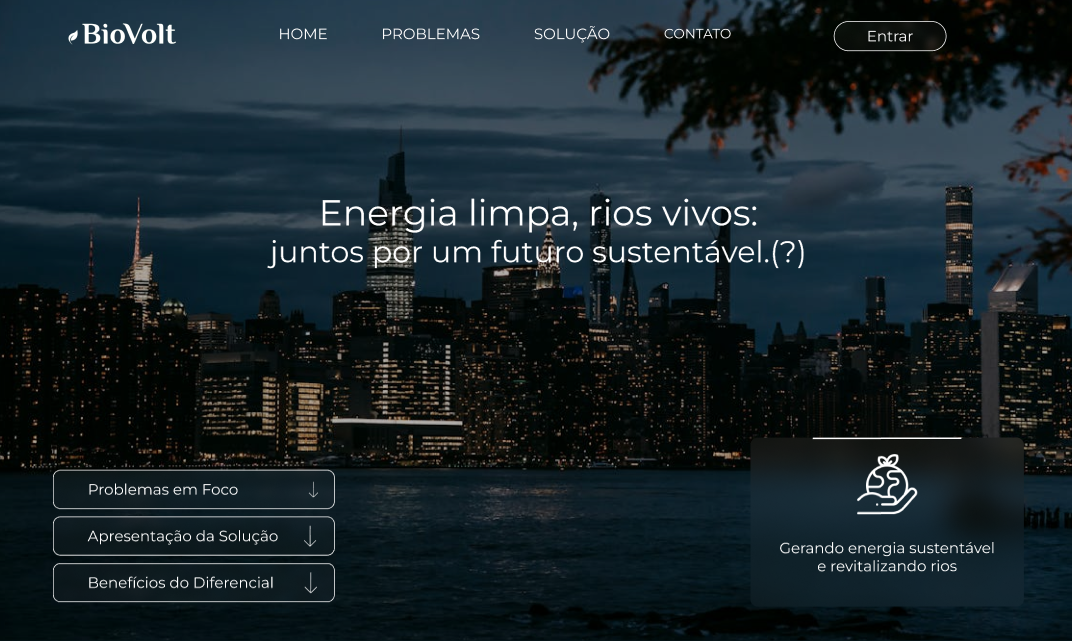 BioVolt
HOME
PROBLEMAS
SOLUÇÃO
CONTATO
Entrar
Energia limpa, rios vivos:
juntos por um futuro sustentável.(?)
Problemas em Foco
Apresentação da Solução
Benefícios do Diferencial
Gerando energia sustentável
e revitalizando rios